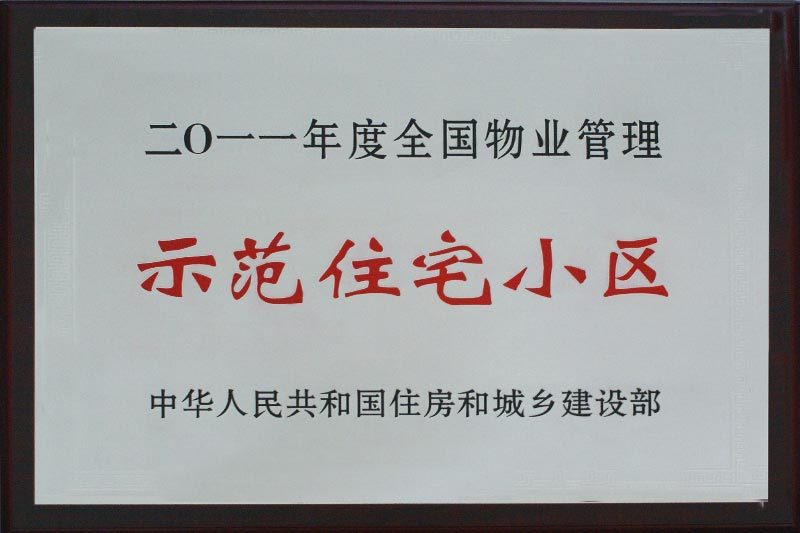 二〇一一年度全国物业管理
示范住宅小区
中华人民共和国住房和城乡建设部